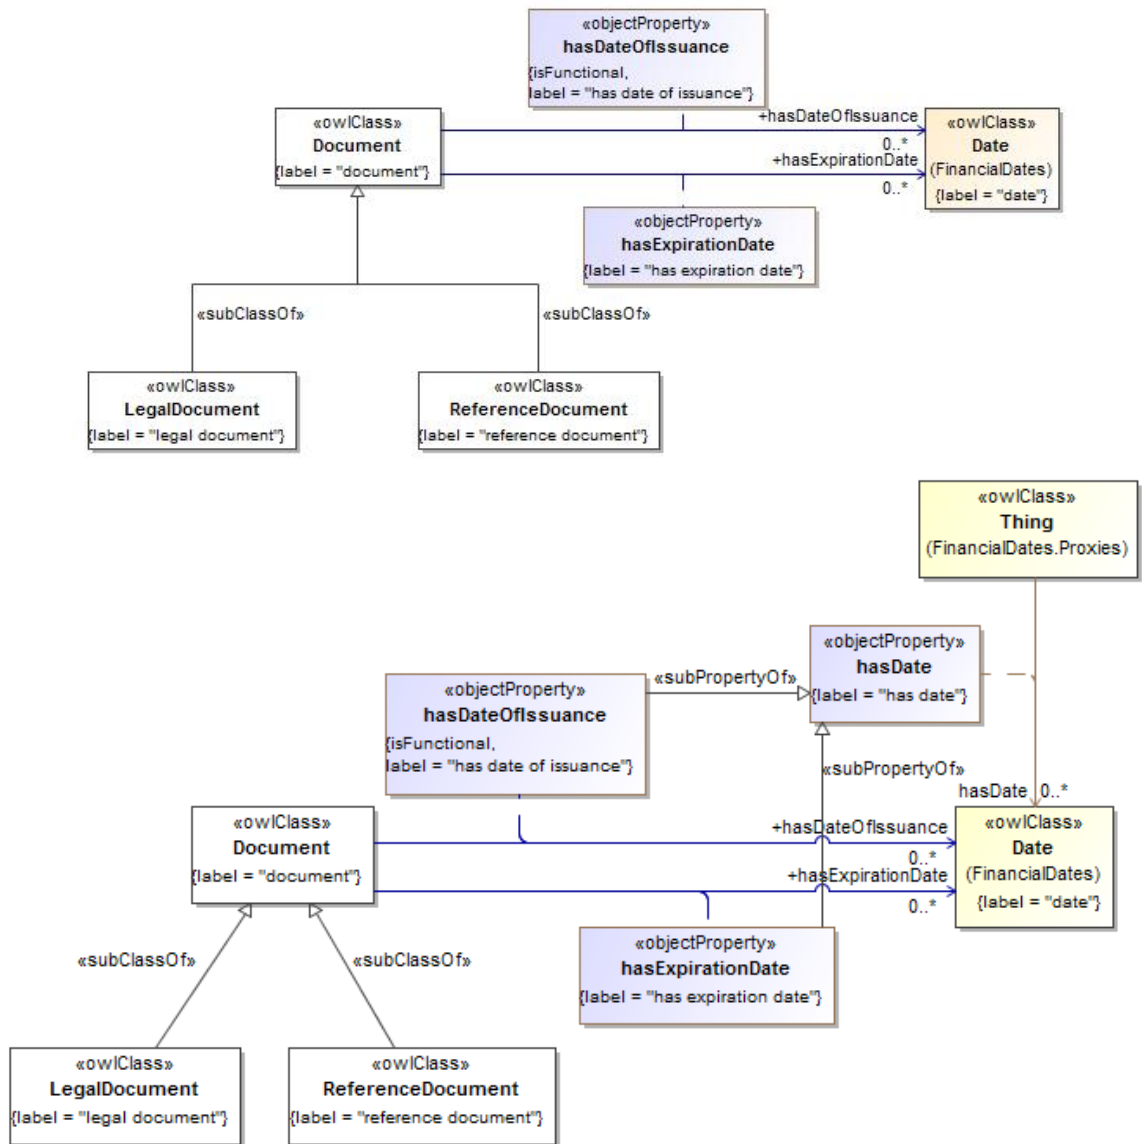 «objectProperty»
hasDateOfIssuance
{isFunctional,
label = "has date of issuance"}
«owlClass»
Document
{label = "document"}
+hasDateOfIssuance
0..*
+hasExpirationDate
0..*
«owlClass»
Date
(FinancialDates)
{label = "date"}
«objectProperty»
hasExpirationDate
{label = "has expiration date"}
«subClassOf»
«subClassOf»
«owlClass»
LegalDocument
{label = "legal document"}
«owlClass»
ReferenceDocument
{label = "reference document"}
«owlClass»
Thing
(FinancialDates.Proxies)
«objectProperty»
hasDate
{label = "has date"}
«subPropertyOf»
«objectProperty»
hasDateOfIssuance
{isFunctional,
label = "has date of issuance"}
«subPropertyOf»
hasDate 0..*
«owlClass»
Document
{label = "document"}
+hasDateOfIssuance
0..*
+hasExpirationDate
0..*
«owlClass»
Date
(FinancialDates)
{label = "date"}
«objectProperty»
hasExpirationDate
{label = "has expiration date"}
«subClassOf»
«subClassOf»
«owlClass»
LegalDocument
{label = "legal document"}
«owlClass»
ReferenceDocument
{label = "reference document"}